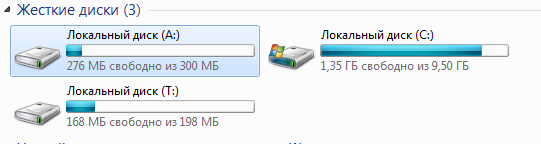 Жесткие диски (3)
Локальный диск (A:)
276 МБ свободно из 300 МБ
Локальный диск (C:)
1,35 ГБ свободно из 9,50 ГБ
Локальный диск (T:)
168 МБ свободно из 198 МБ